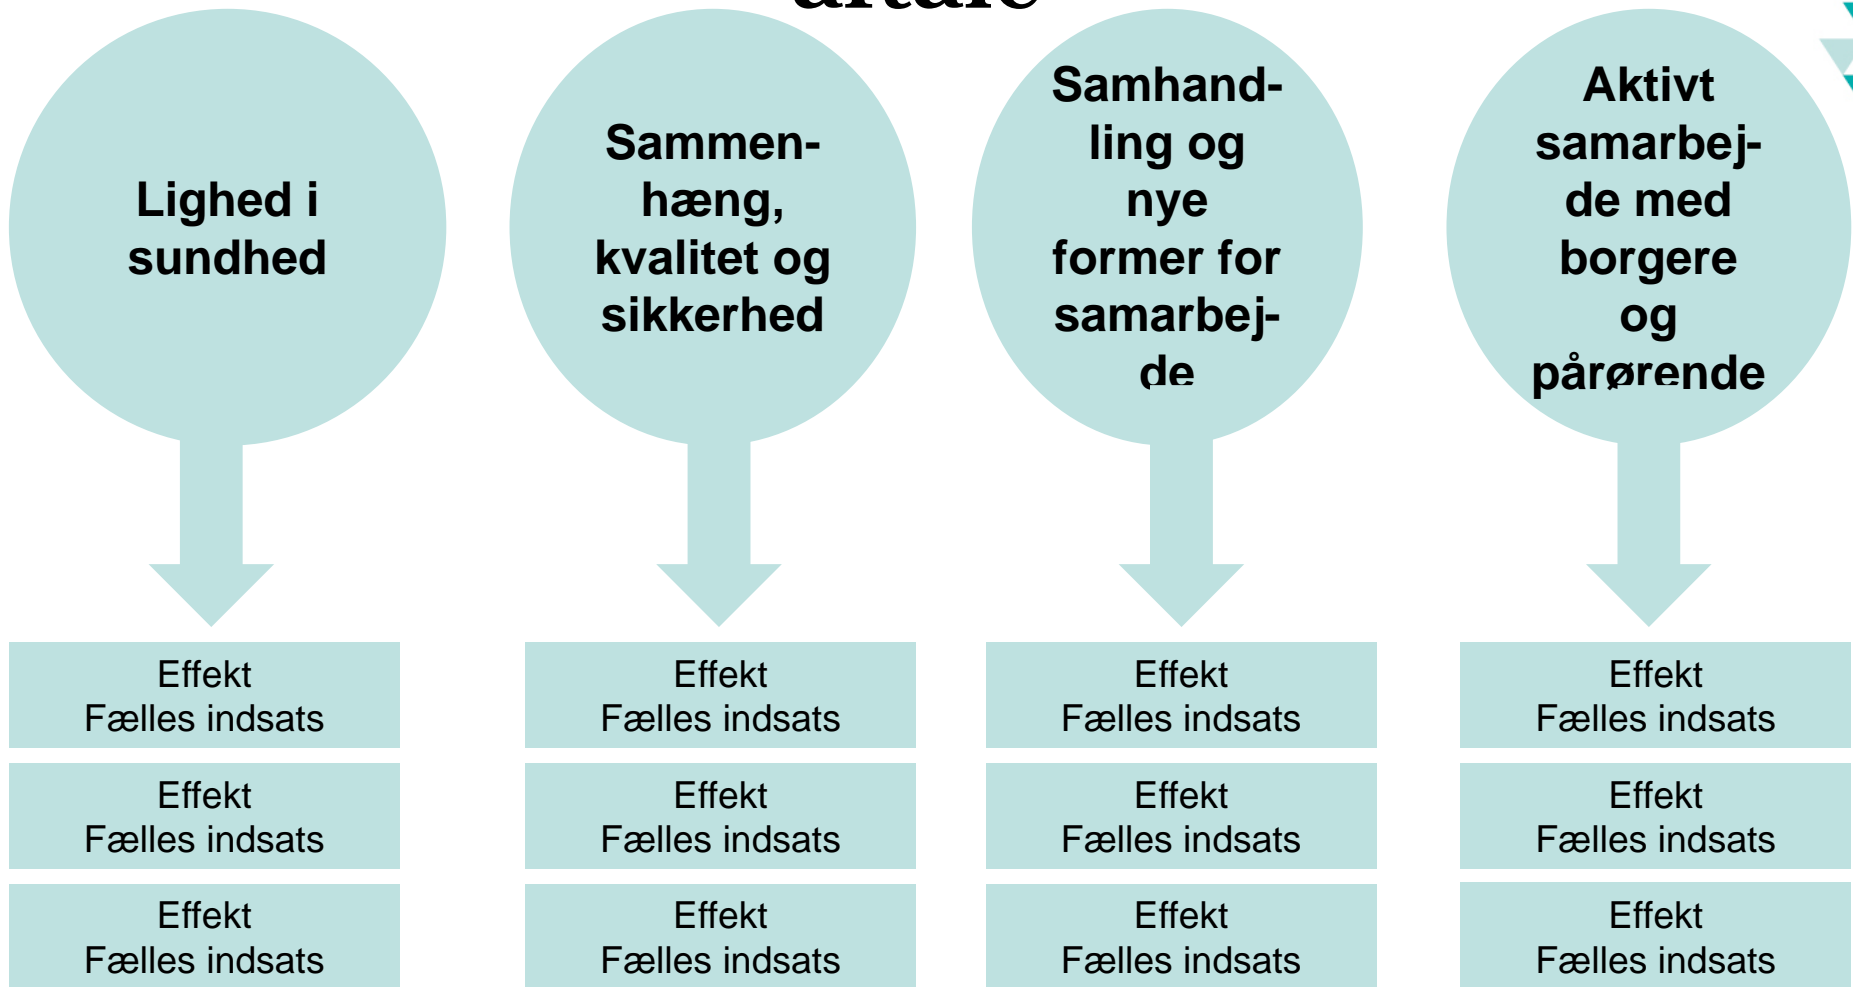 aftale
Lighed i
sundhed
Sammen-
hæng,
kvalitet og
sikkerhed
Samhand-
ling og
nye
former for
samarbej-
de
Aktivt
samarbej-
de med
borgere
og
pårørende
Effekt
Fælles indsats
Effekt
Fælles indsats
Effekt
Fælles indsats
Effekt
Fælles indsats
Effekt
Fælles indsats
Effekt
Fælles indsats
Effekt
Fælles indsats
Effekt
Fælles indsats
Effekt
Fælles indsats
Effekt
Fælles indsats
Effekt
Fælles indsats
Effekt
Fælles indsats